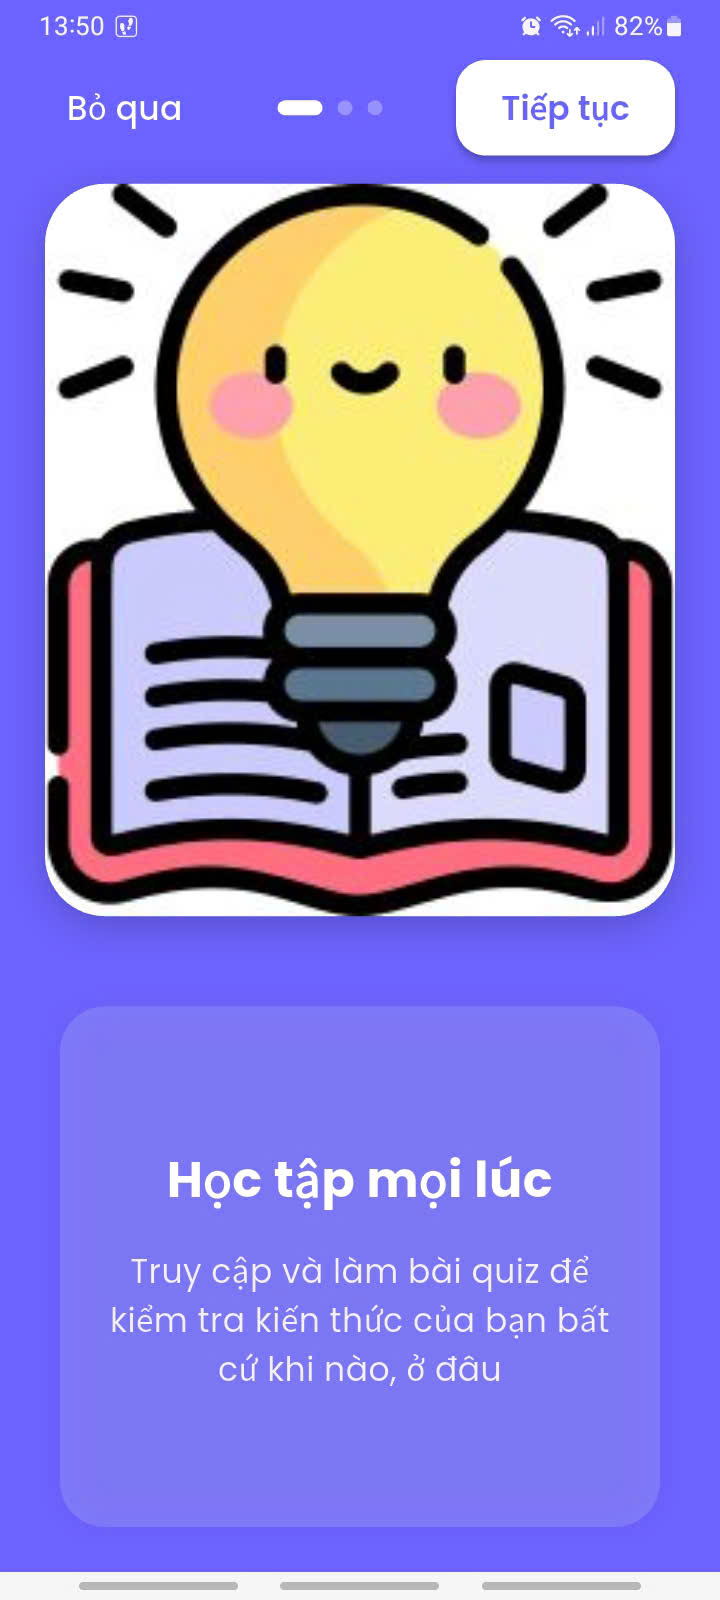 13:50
82%
Bỏ qua
Tiếp tục
Học tập mọi lúc
Truy cập và làm bài quiz để
kiểm tra kiến thức của bạn bất
cứ khi nào, ở đâu